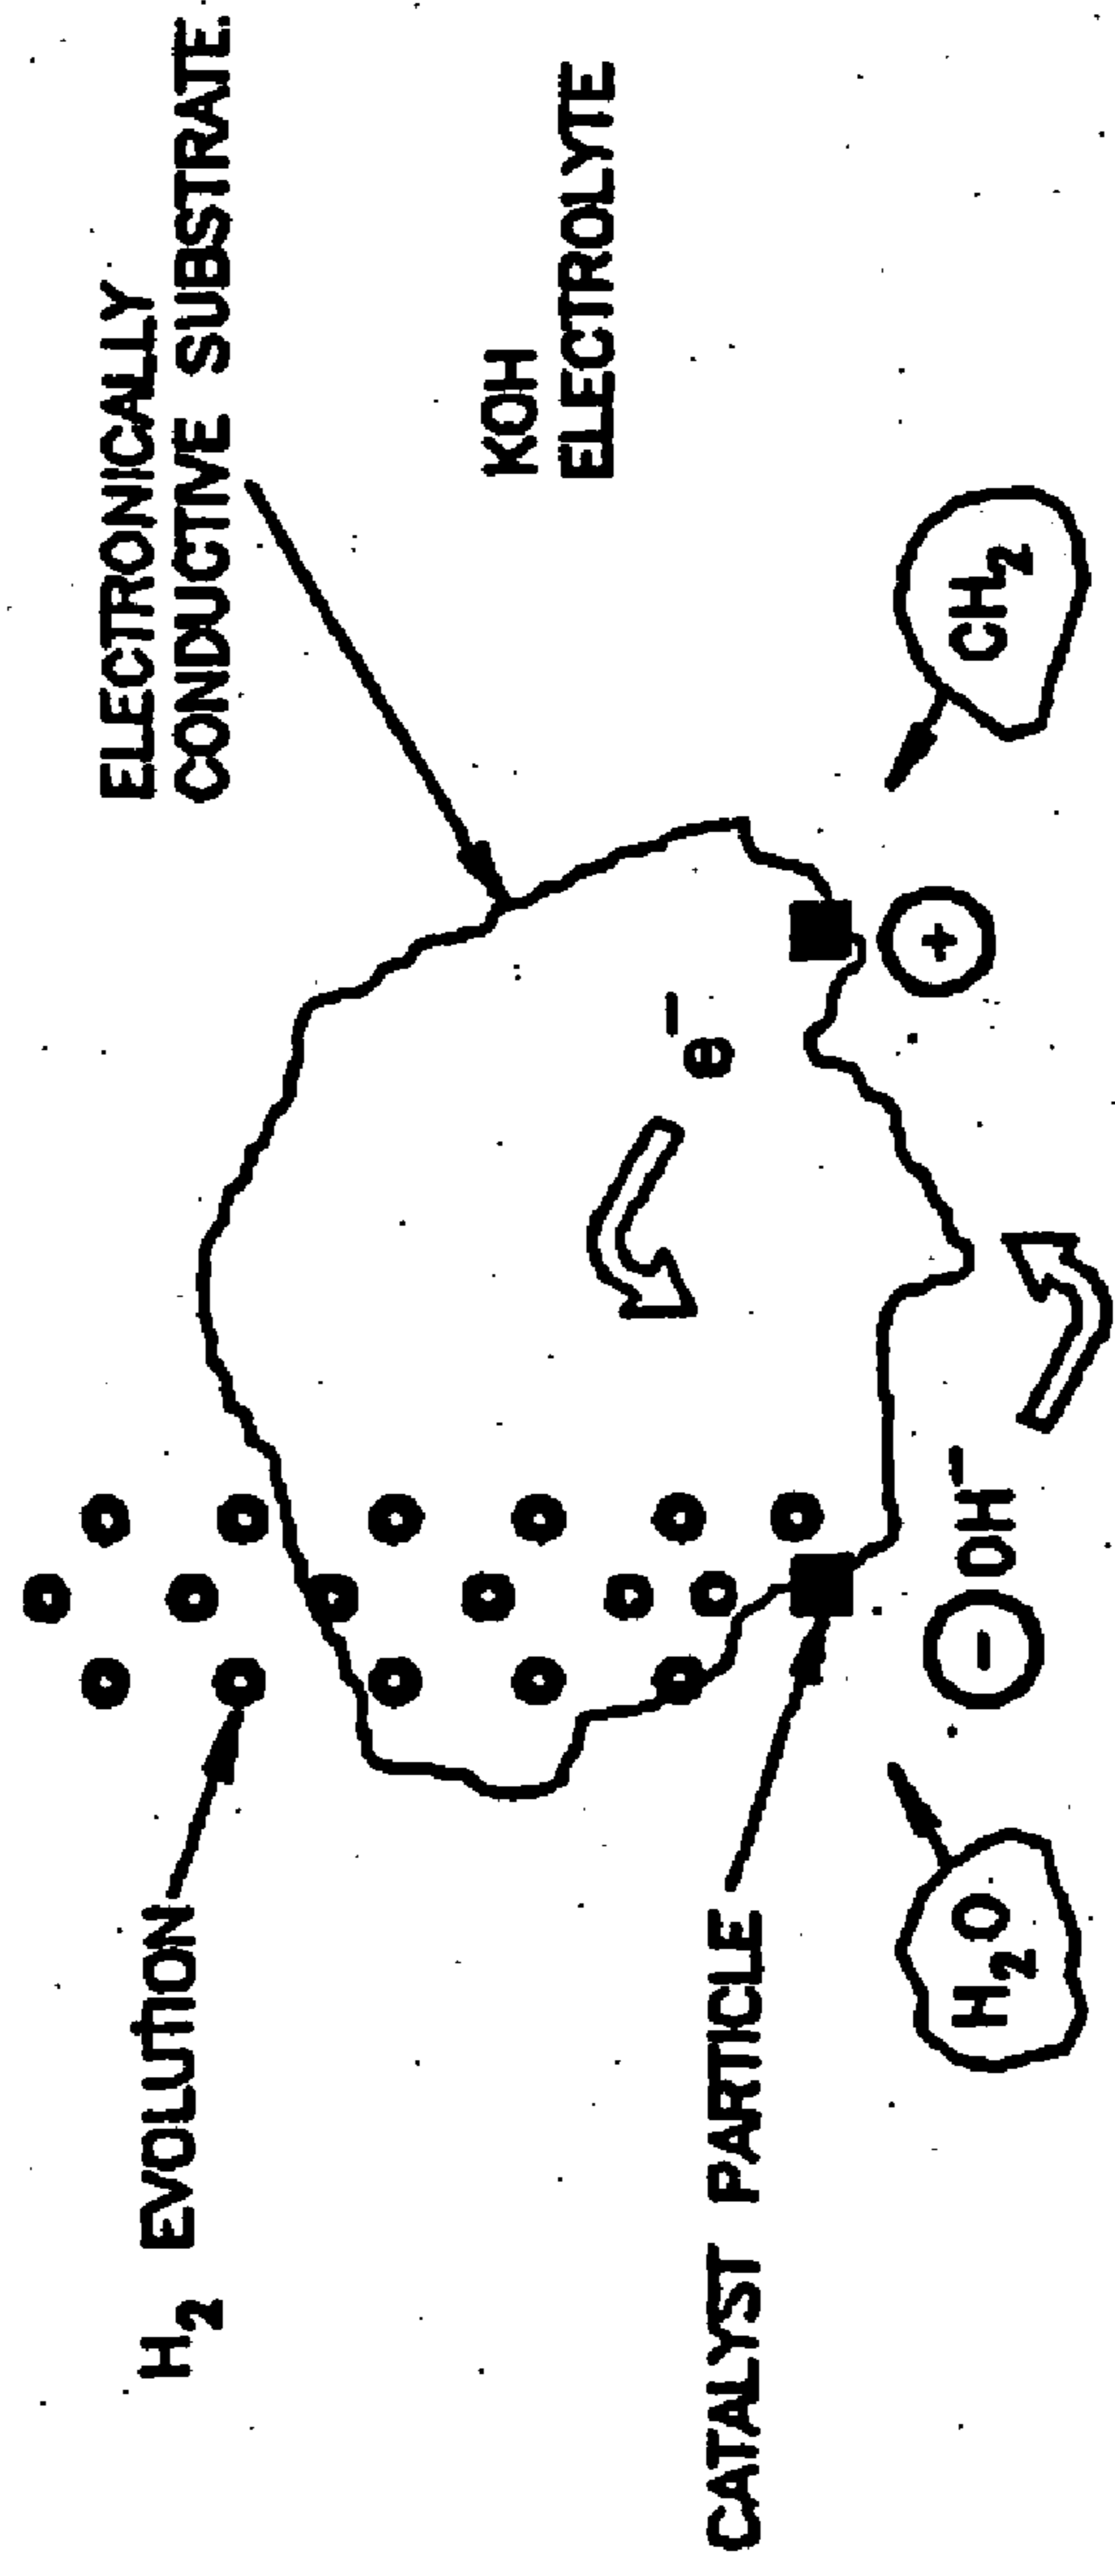 H₂ EVOLUTION
ELECTRONICALLY
CONDUCTIVE SUBSTRATE
KOH
ELECTROLYTE
e⁻
CATALYST PARTICLE
H₂O
- OH⁻
+
CH₂